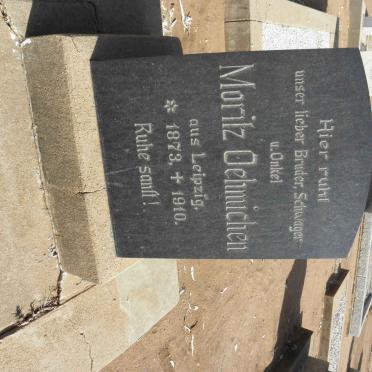 Hier ruht
unser lieber Bruder, Schwager
u. Onkel
Moritz Oehmichen
aus Leipzig,
✲ 1873, ✝ 1910.
Ruhe sanft!